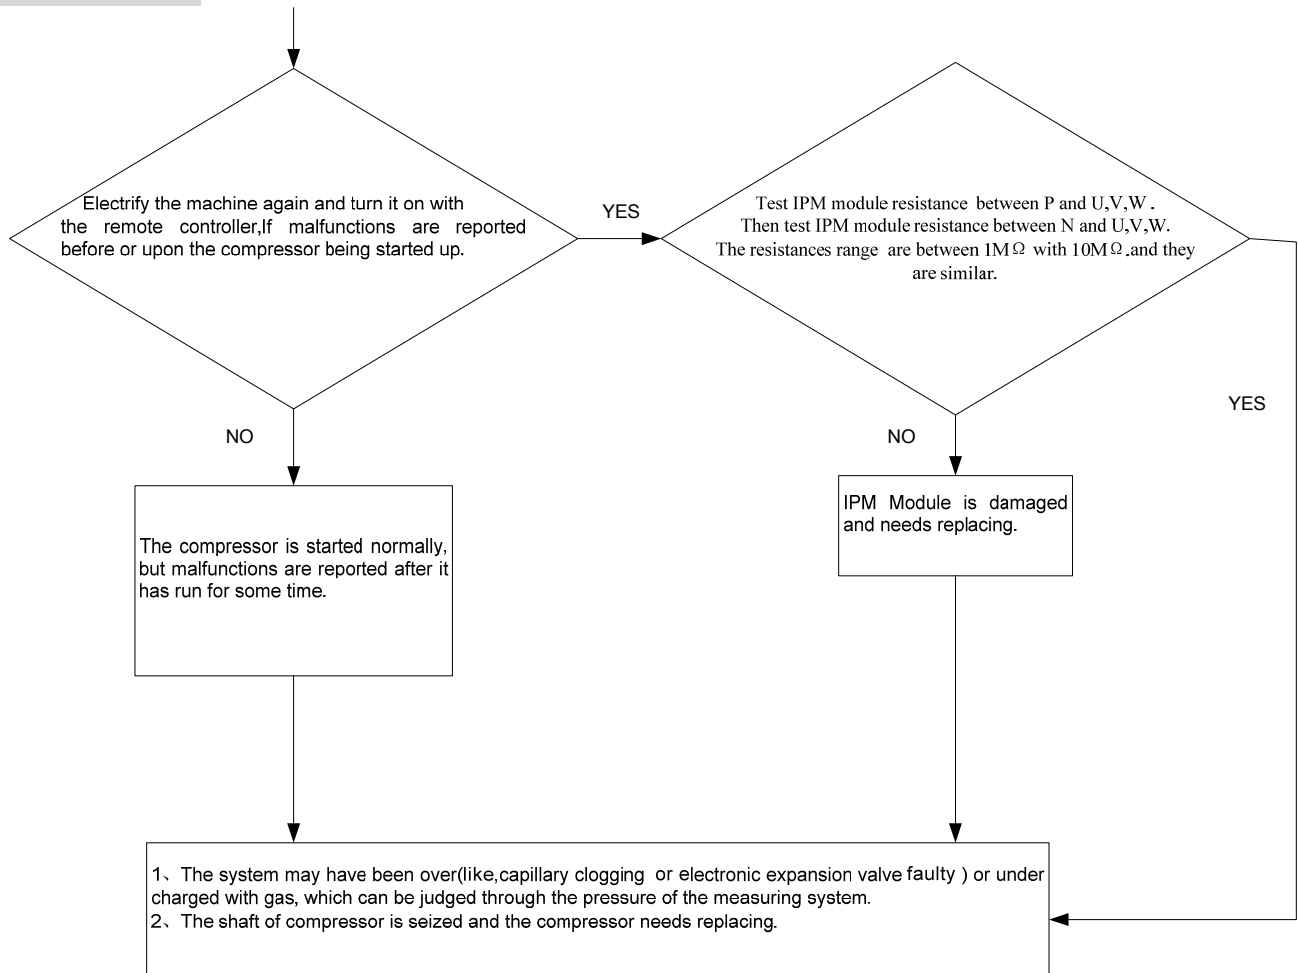 Electrify the machine again and turn it on with
the remote controller,If malfunctions are reported
before or upon the compressor being started up.
YES
Test IPM module resistance between P and U,V,W.
Then test IPM module resistance between N and U,V,W.
The resistances range are between 1MΩ with 10MΩ.and they
are similar.
YES
NO
NO
The compressor is started normally,
but malfunctions are reported after it
has run for some time.
IPM Module is damaged
and needs replacing.
1、The system may have been over(like,capillary clogging or electronic expansion valve faulty ) or under
charged with gas, which can be judged through the pressure of the measuring system.
2、The shaft of compressor is seized and the compressor needs replacing.